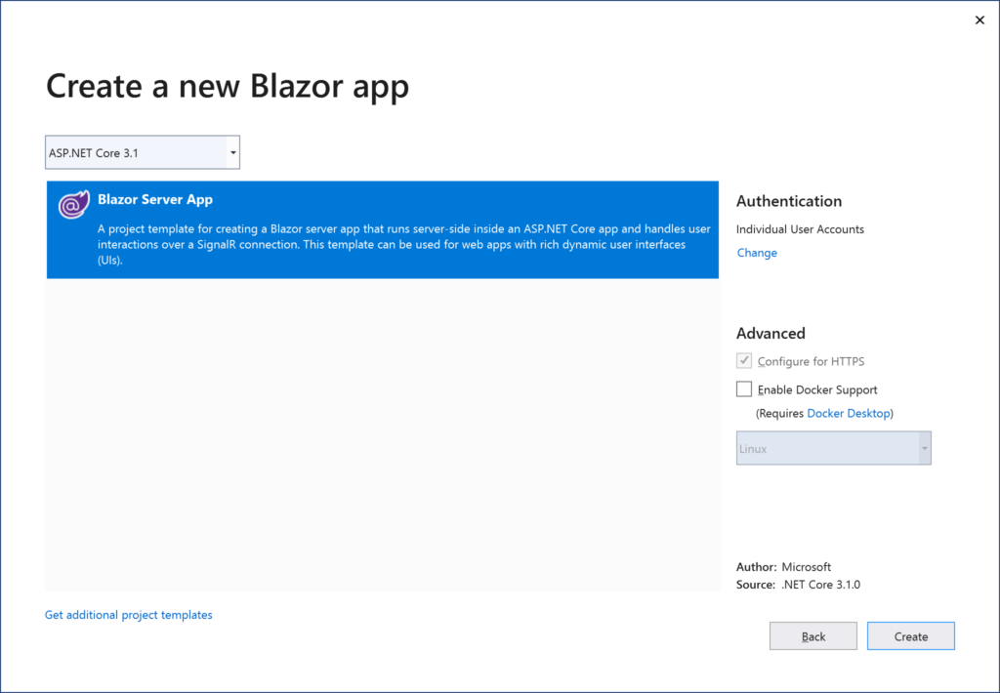 Create a new Blazor app
ASP.NET Core 3.1
Blazor Server App
A project template for creating a Blazor server app that runs server-side inside an ASP.NET Core app and handles user
interactions over a SignalR connection. This template can be used for web apps with rich dynamic user interfaces
(UIs).
Authentication
Individual User Accounts
Change
Advanced
Configure for HTTPS
Enable Docker Support
(Requires Docker Desktop)
Linux
Author: Microsoft
Source: .NET Core 3.1.0
Get additional project templates
Back
Create